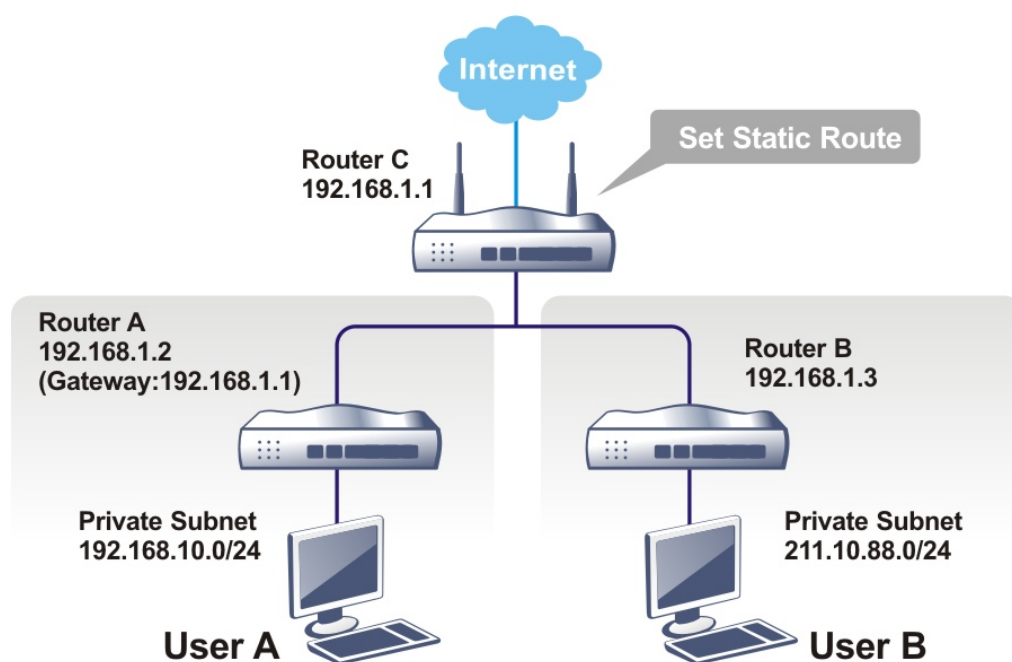 Internet
Set Static Route
Router C
192.168.1.1
Router A
192.168.1.2
(Gateway:192.168.1.1)
Router B
192.168.1.3
Private Subnet
192.168.10.0/24
Private Subnet
211.10.88.0/24
User A
User B